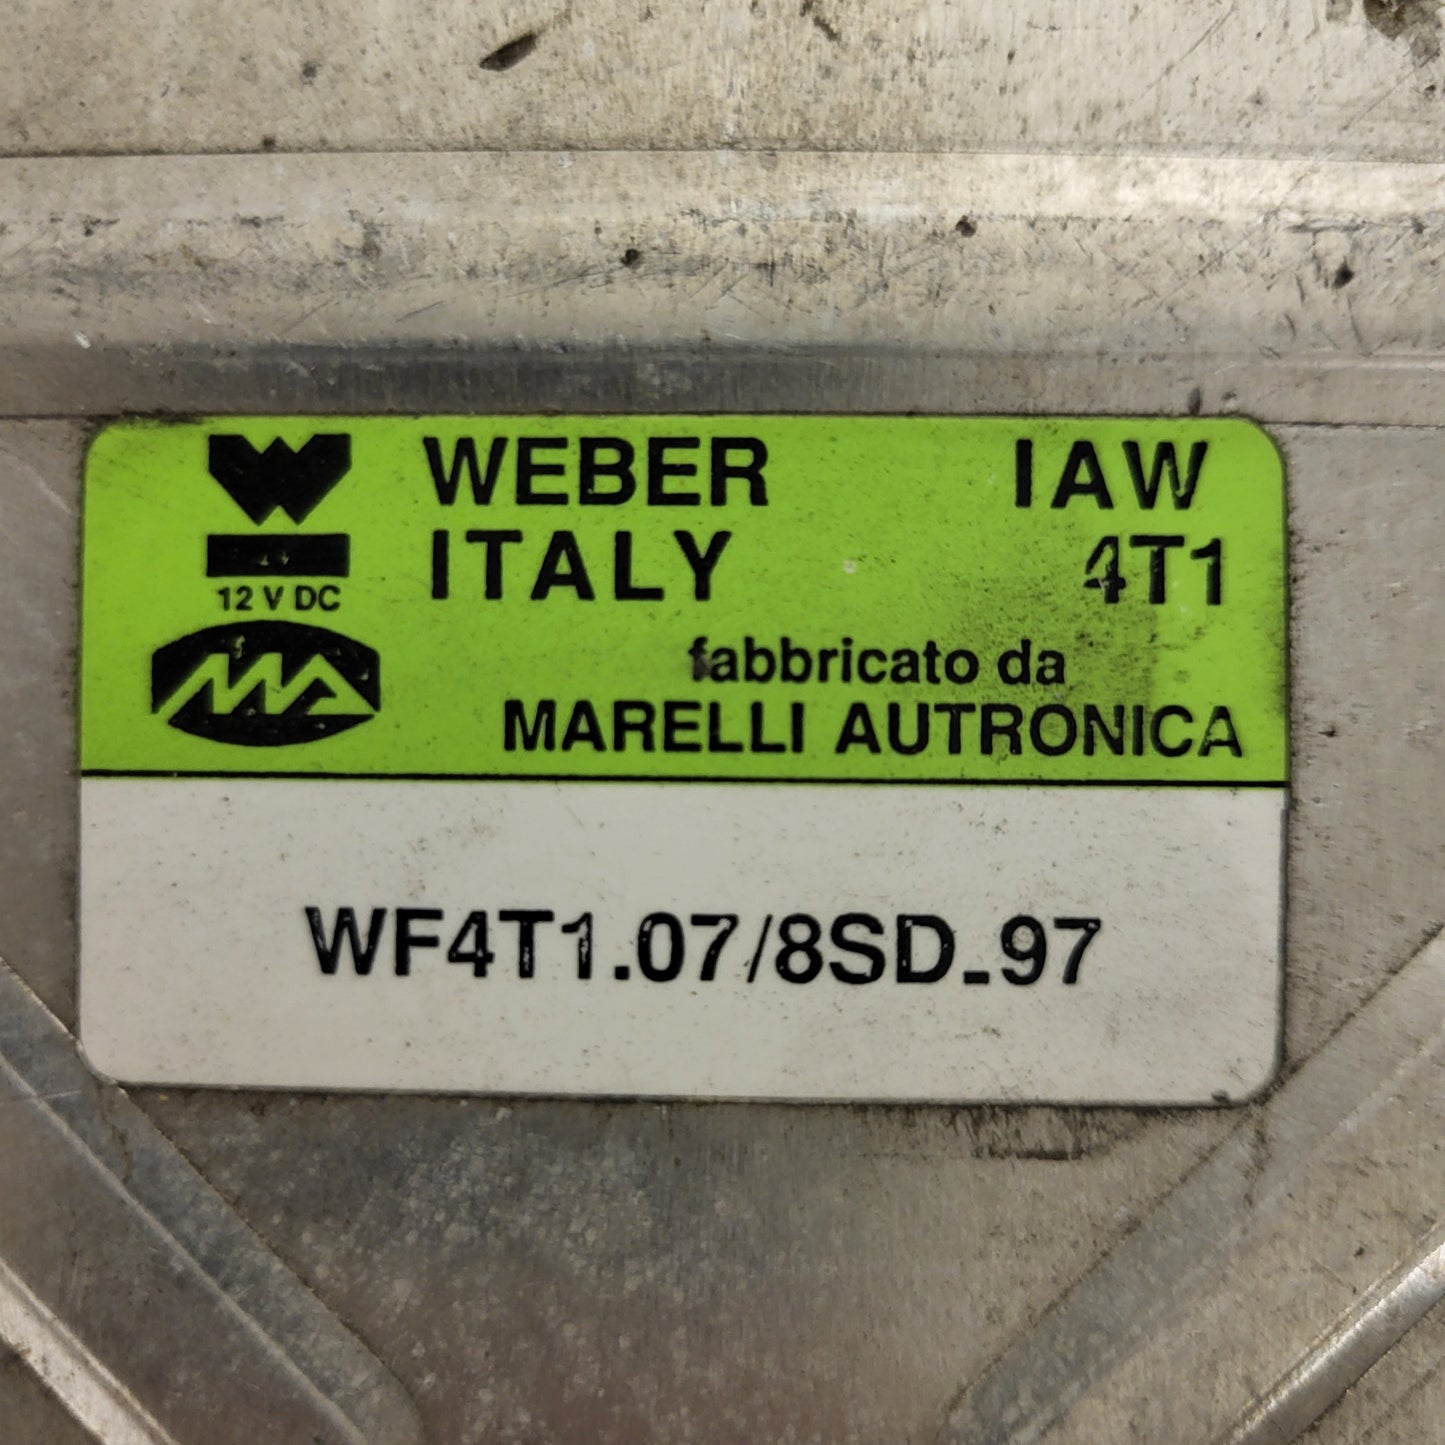 WEBER IAW
ITALY 4T1
12 V DC
fabbricato da
MARELLI AUTRONICA
WF4T1.07/8SD-97